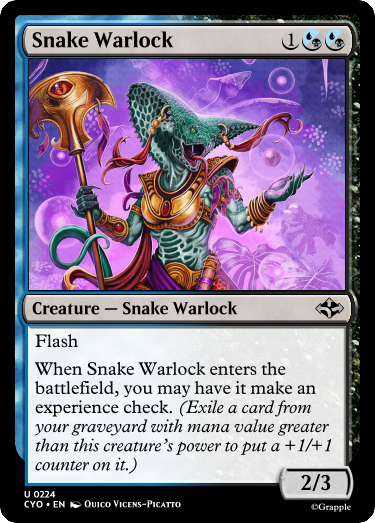 Snake Warlock 1
Creature — Snake Warlock
Flash
When Snake Warlock enters the
battlefield, you may have it make an
experience check. (Exile a card from
your graveyard with mana value greater
than this creature's power to put a +1/+1
counter on it.)
2/3
U 0224
CYO • EN Quico Vicens-Picatto
©Grapple